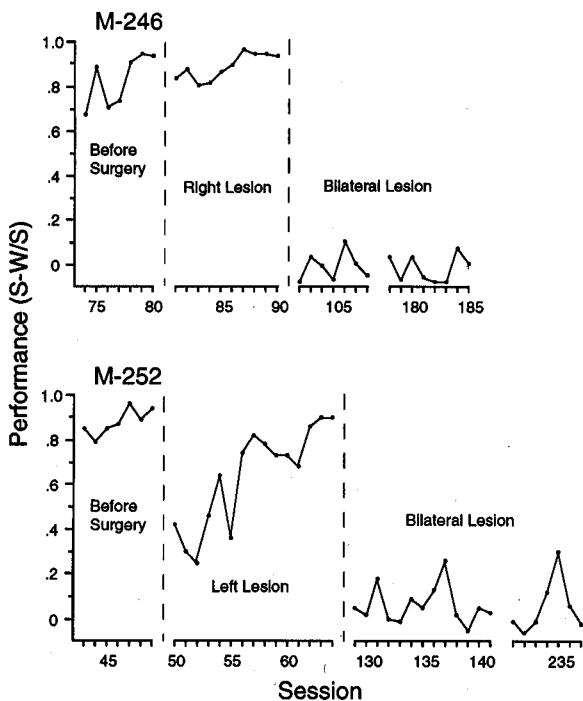 M-246
1.0
.8
.6
.4
.2
0
Before
Surgery
Right Lesion
Bilateral Lesion
75 80 85 90 105 180 185
Performance (S-W/S)
M-252
1.0
.8
.6
.4
.2
0
Before
Surgery
Left Lesion
Bilateral Lesion
45 50 55 60 130 135 140 235
Session